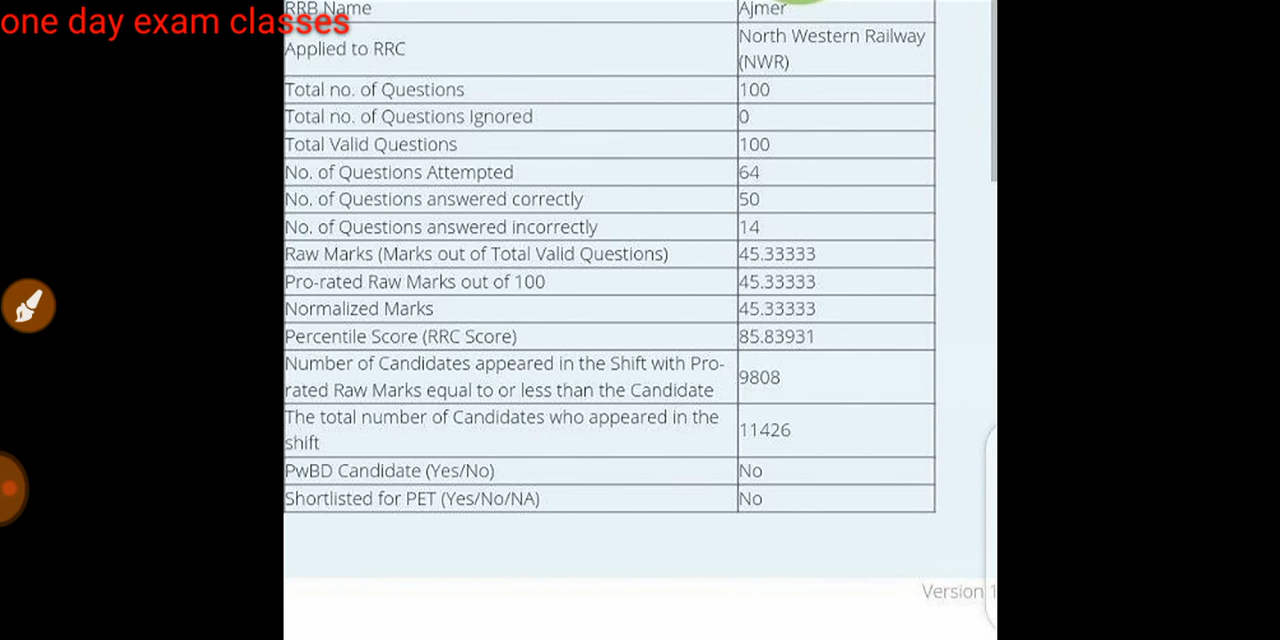 one day exam classes
RRB Name Ajmer
Applied to RRC North Western Railway
(NWR)
Total no. of Questions 100
Total no. of Questions Ignored 0
Total Valid Questions 100
No. of Questions Attempted 64
No. of Questions answered correctly 50
No. of Questions answered incorrectly 14
Raw Marks (Marks out of Total Valid Questions) 45.33333
Pro-rated Raw Marks out of 100 45.33333
Normalized Marks 45.33333
Percentile Score (RRC Score) 85.83931
Number of Candidates appeared in the Shift with Pro-
rated Raw Marks equal to or less than the Candidate 9808
The total number of Candidates who appeared in the
shift 11426
PwBD Candidate (Yes/No) No
Shortlisted for PET (Yes/No/NA) No
Version 1